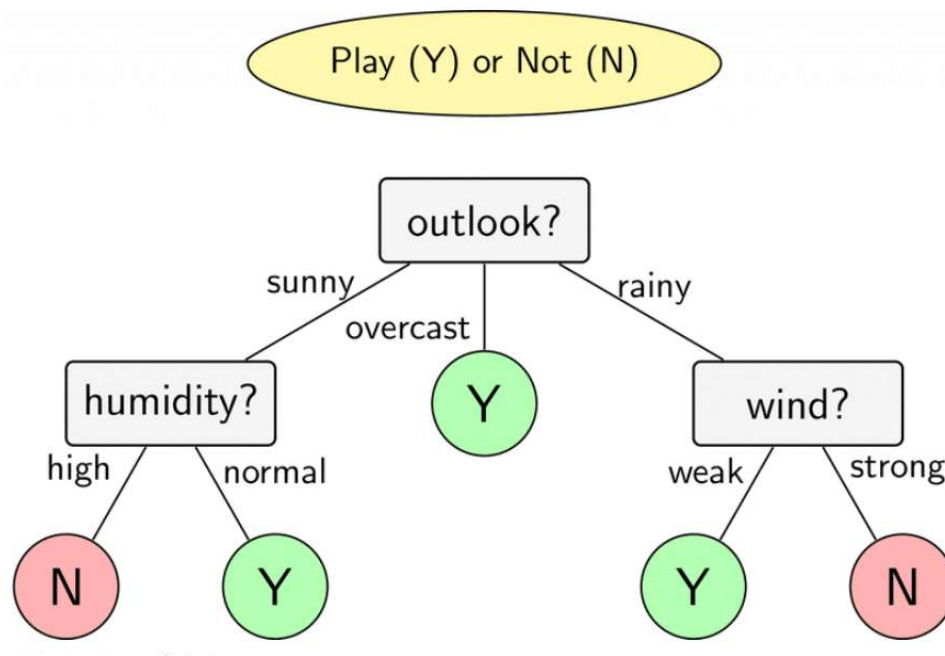 Play (Y) or Not (N)
outlook?
sunny
overcast
rainy
humidity?
Y
wind?
high
normal
weak
strong
N
Y
Y
N